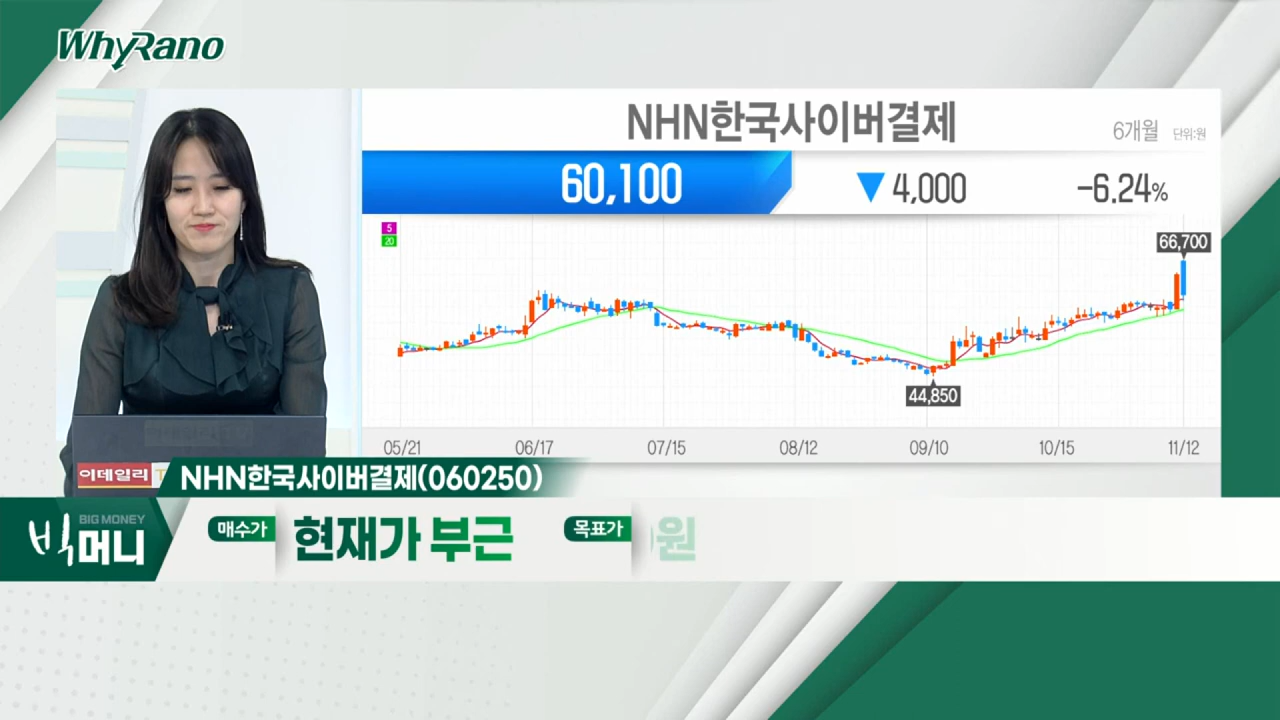 WhyRano
NHN한국사이버결제
6개월 단위:원
60,100
▼4,000
-6.24%
5
20
66,700
44,850
05/21 06/17 07/15 08/12 09/10 10/15 11/12
이데일리
NHN한국사이버결제(060250)
BIG MONEY
빅머니
매수가 현재가 부근 목표가 원